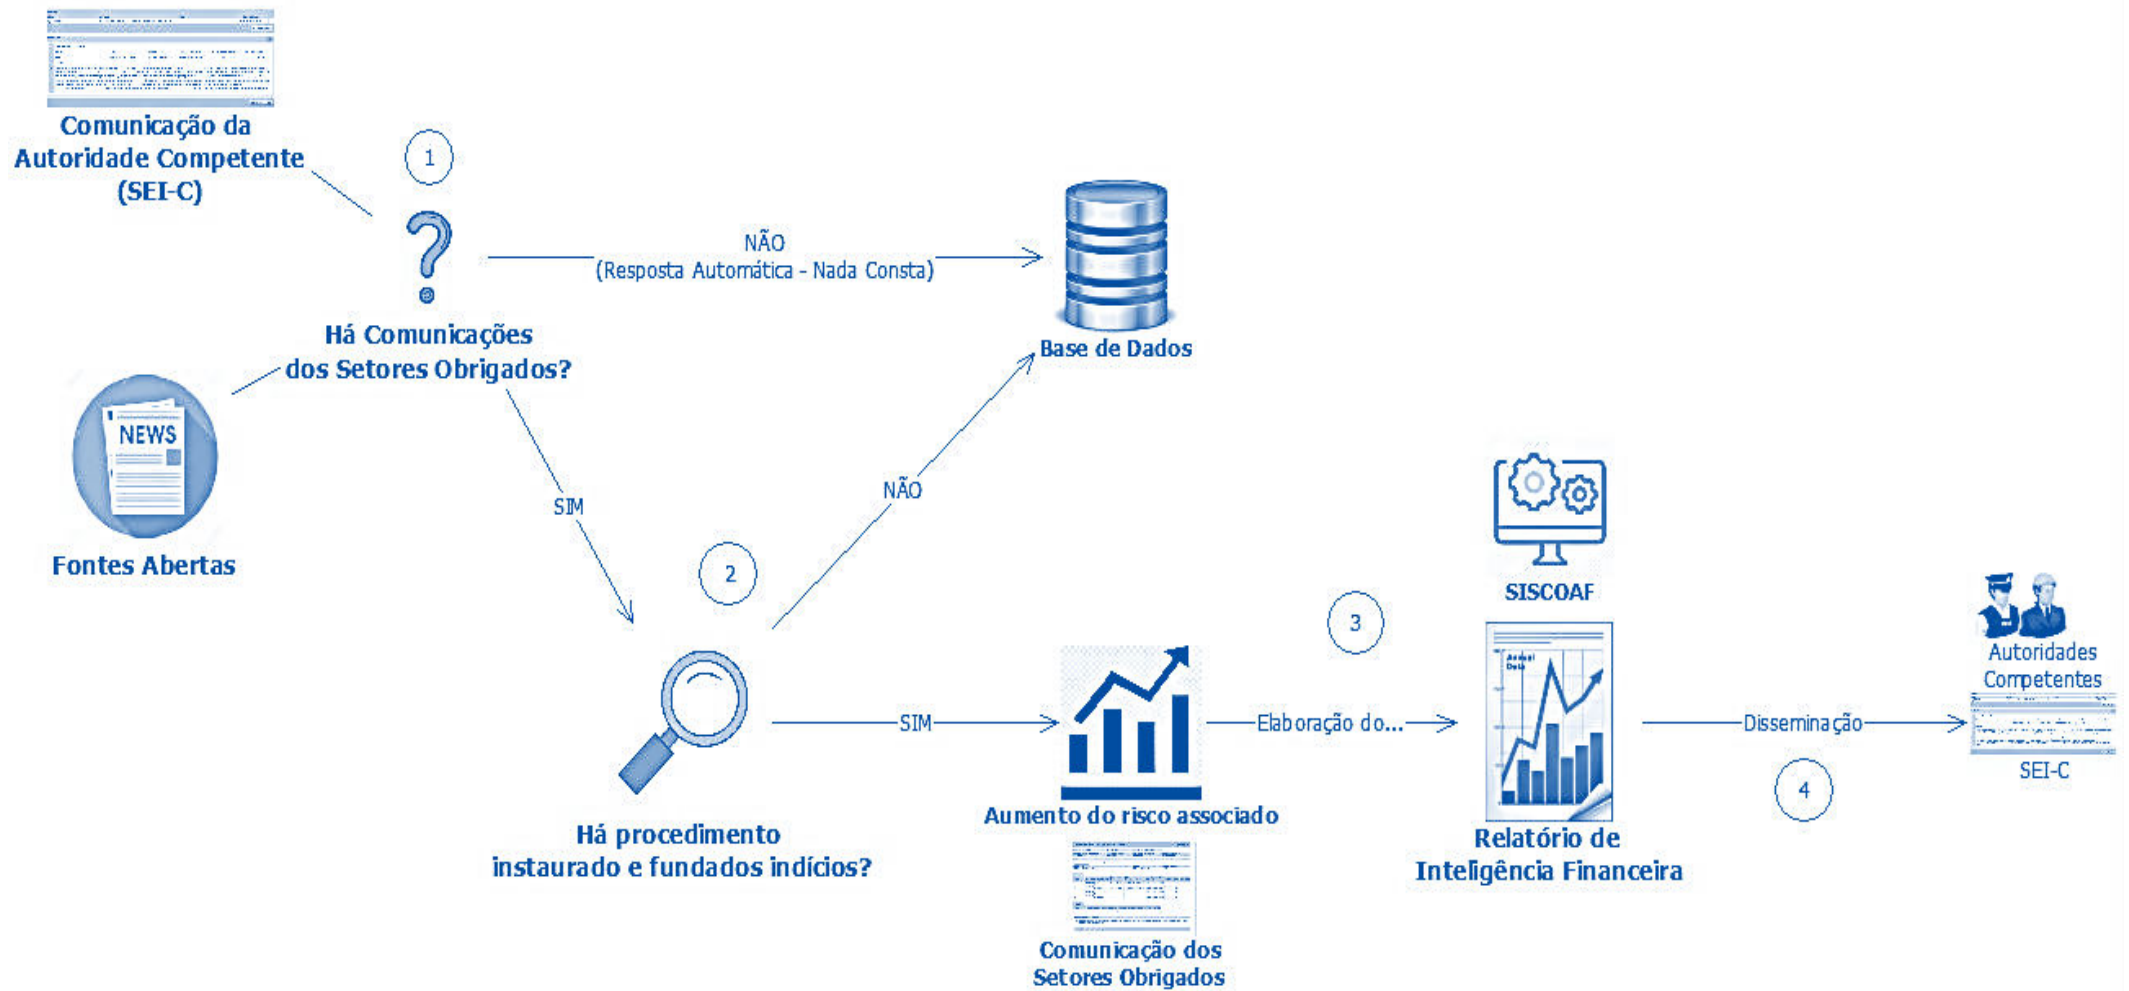 Comunicação da
Autoridade Competente
(SEI-C)
1
Há Comunicações
dos Setores Obrigados?
NÃO
(Resposta Automática - Nada Consta)
Base de Dados
NEWS
Fontes Abertas
SIM
NÃO
2
Há procedimento
instaurado e fundados indícios?
SIM
Aumento do risco associado
Comunicação dos
Setores Obrigados
Elaboração do...
3
SISCOAF
Annual
Data
Relatório de
Inteligência Financeira
Disseminação
4
Autoridades
Competentes
SEI-C